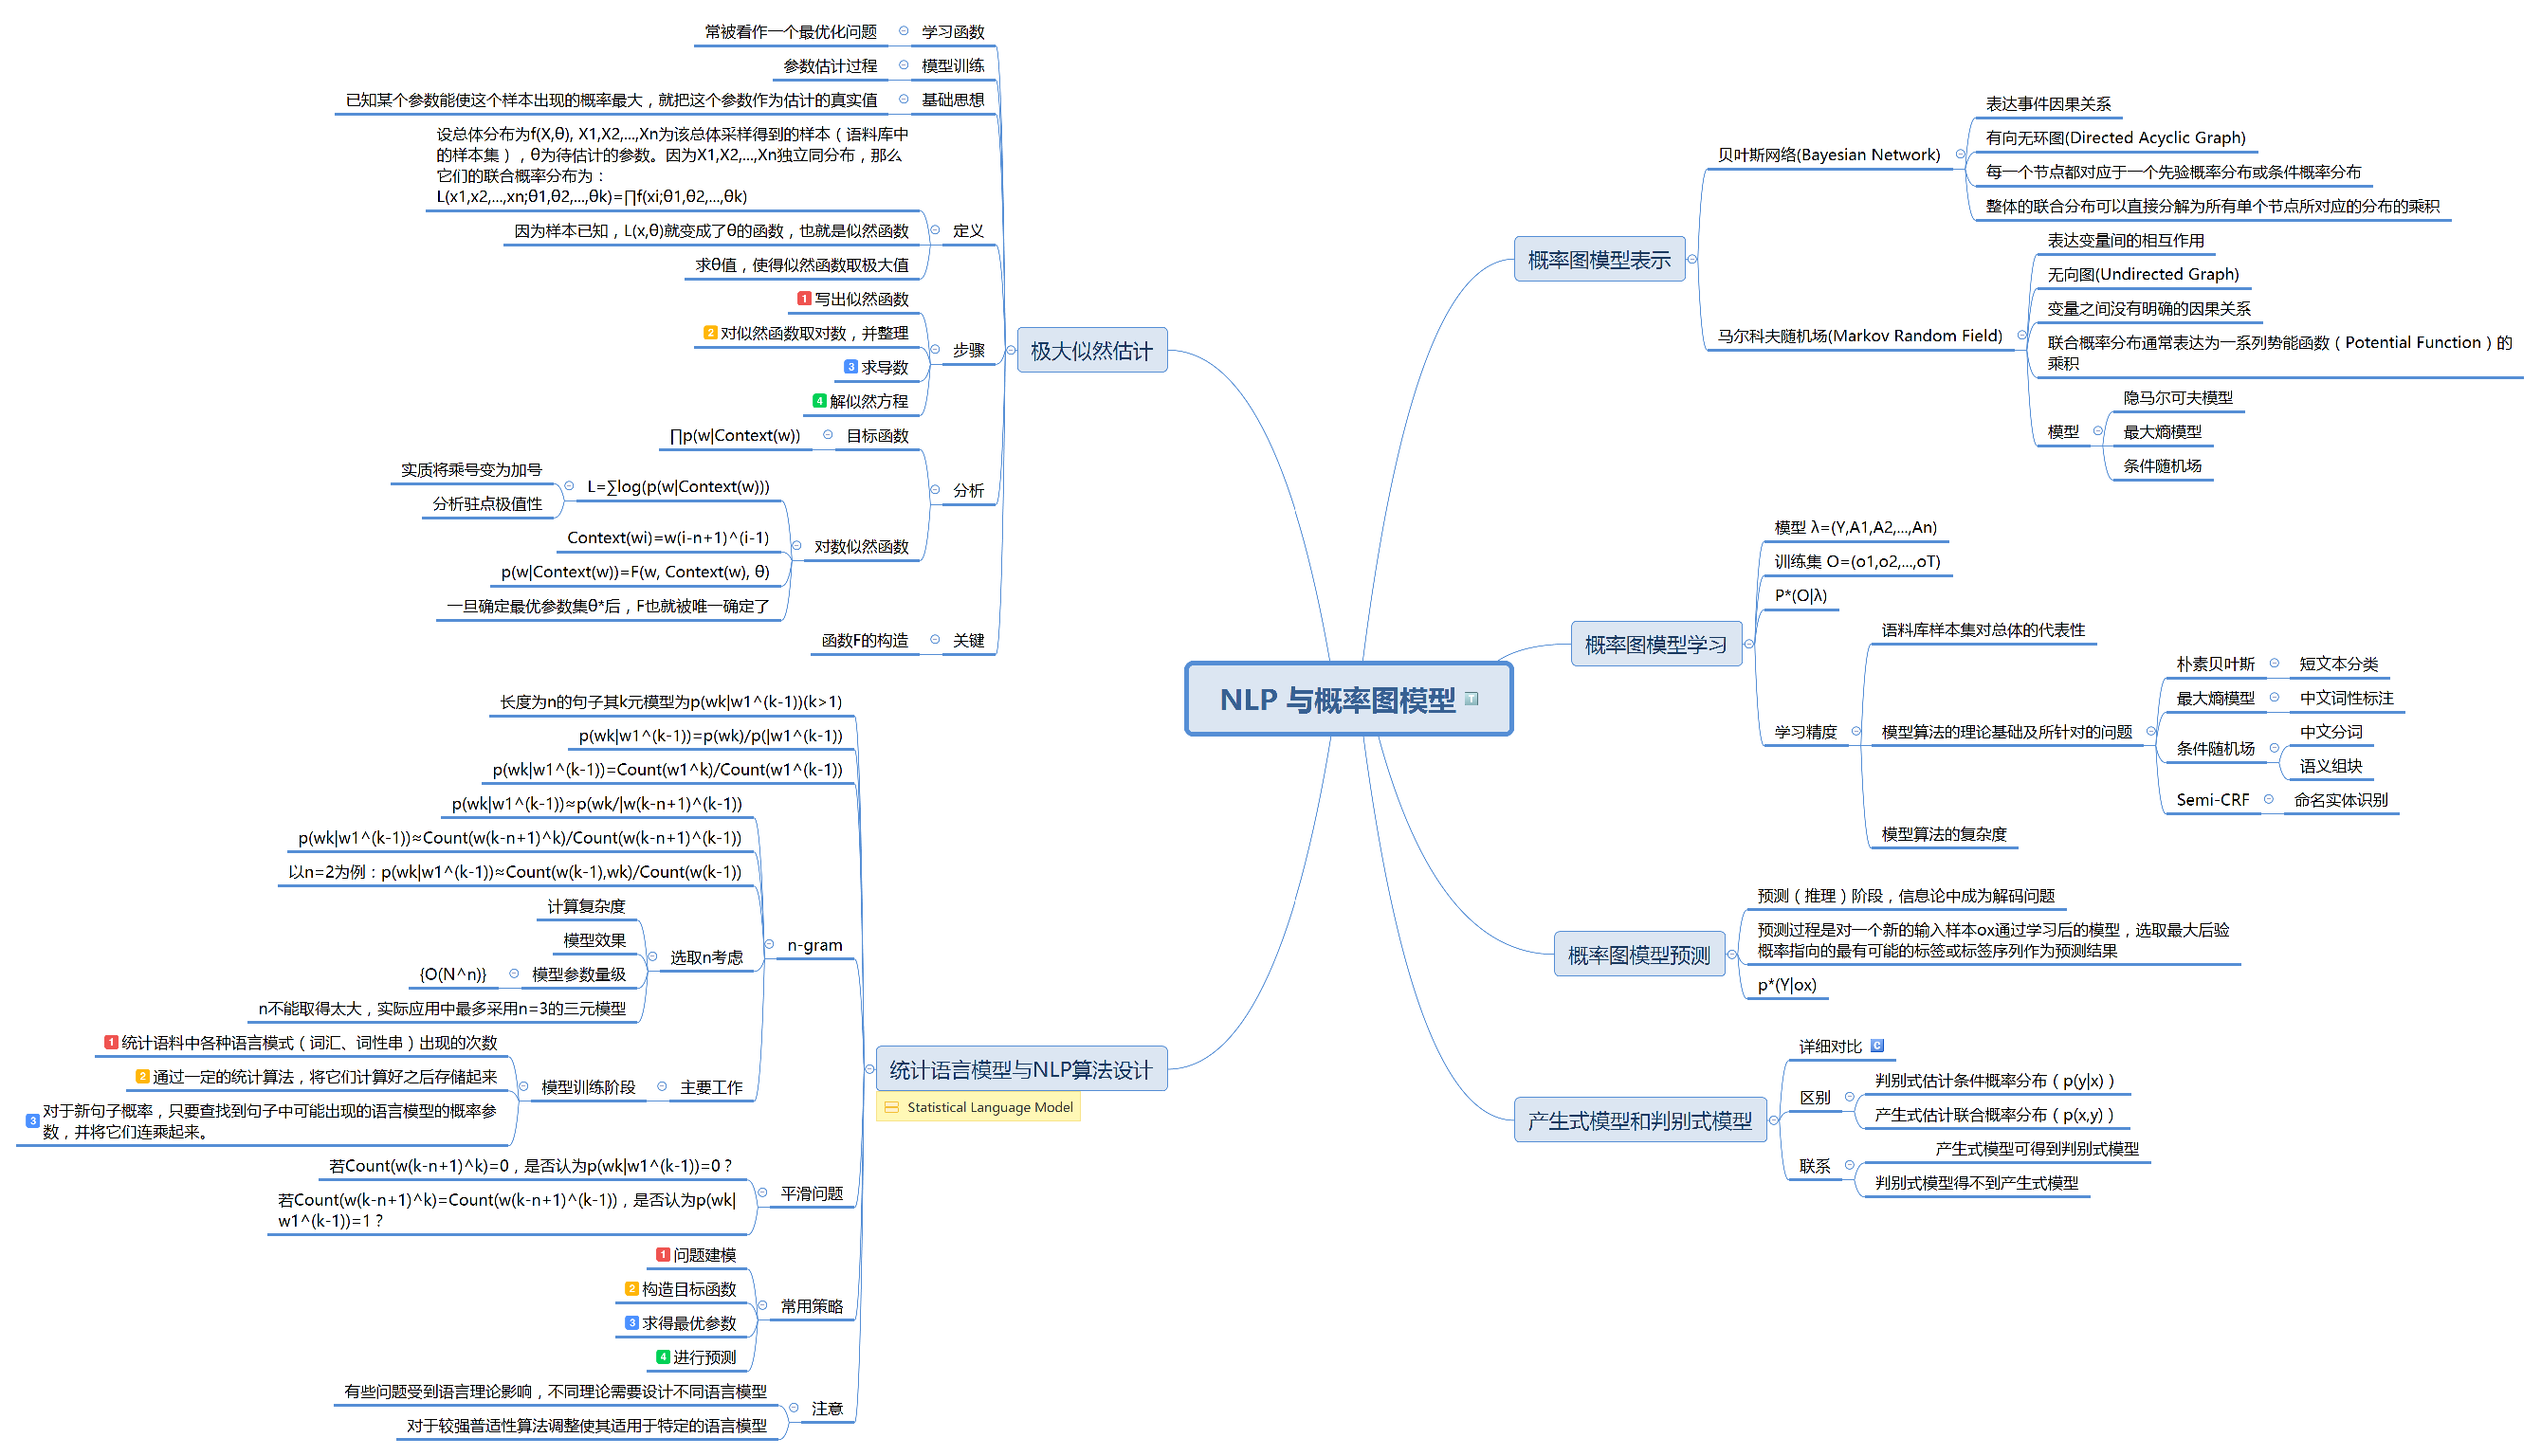 NLP 与概率图模型
概率图模型表示
贝叶斯网络(Bayesian Network)
表达事件因果关系
有向无环图(Directed Acyclic Graph)
每一个节点都对应于一个先验概率分布或条件概率分布
整体的联合分布可以直接分解为所有单个节点所对应的分布的乘积
马尔科夫随机场(Markov Random Field)
表达变量间的相互作用
无向图(Undirected Graph)
变量之间没有明确的因果关系
联合概率分布通常表达为一系列势能函数（Potential Function）的
乘积
模型
隐马尔可夫模型
最大熵模型
条件随机场
概率图模型学习
模型 λ=(Y,A1,A2,...,An)
训练集 O=(o1,o2,...,oT)
P*(O|λ)
学习精度
语料库样本集对总体的代表性
模型算法的理论基础及所针对的问题
朴素贝叶斯
短文本分类
最大熵模型
中文词性标注
条件随机场
中文分词
语义组块
Semi-CRF
命名实体识别
模型算法的复杂度
概率图模型预测
预测（推理）阶段，信息论中成为解码问题
预测过程是对一个新的输入样本ox通过学习后的模型，选取最大后验
概率指向的最有可能的标签或标签序列作为预测结果
p*(Y|ox)
产生式模型和判别式模型
详细对比
区别
判别式估计条件概率分布（p(y|x)）
产生式估计联合概率分布（p(x,y)）
联系
产生式模型可得到判别式模型
判别式模型得不到产生式模型
极大似然估计
学习函数
常被看作一个最优化问题
模型训练
参数估计过程
基础思想
已知某个参数能使这个样本出现的概率最大，就把这个参数作为估计的真实值
定义
设总体分布为f(X,θ), X1,X2,...,Xn为该总体采样得到的样本（语料库中
的样本集），θ为待估计的参数。因为X1,X2,...,Xn独立同分布，那么
它们的联合概率分布为：
L(x1,x2,...,xn;θ1,θ2,...,θk)=∏f(xi;θ1,θ2,...,θk)
因为样本已知，L(x,θ)就变成了θ的函数，也就是似然函数
求θ值，使得似然函数取极大值
步骤
1 写出似然函数
2 对似然函数取对数，并整理
3 求导数
4 解似然方程
分析
目标函数
∏p(w|Context(w))
对数似然函数
L=∑log(p(w|Context(w)))
实质将乘号变为加号
分析驻点极值性
Context(wi)=w(i-n+1)^(i-1)
p(w|Context(w))=F(w, Context(w), θ)
一旦确定最优参数集θ*后，F也就被唯一确定了
关键
函数F的构造
统计语言模型与NLP算法设计
Statistical Language Model
长度为n的句子其k元模型为p(wk|w1^(k-1))(k>1)
p(wk|w1^(k-1))=p(wk)/p(|w1^(k-1))
p(wk|w1^(k-1))=Count(w1^k)/Count(w1^(k-1))
n-gram
p(wk|w1^(k-1))≈p(wk/|w(k-n+1)^(k-1))
p(wk|w1^(k-1))≈Count(w(k-n+1)^k)/Count(w(k-n+1)^(k-1))
以n=2为例：p(wk|w1^(k-1))≈Count(w(k-1),wk)/Count(w(k-1))
选取n考虑
计算复杂度
模型效果
模型参数量级
{O(N^n)}
n不能取得太大，实际应用中最多采用n=3的三元模型
主要工作
模型训练阶段
1 统计语料中各种语言模式（词汇、词性串）出现的次数
2 通过一定的统计算法，将它们计算好之后存储起来
3 对于新句子概率，只要查找到句子中可能出现的语言模型的概率参
数，并将它们连乘起来。
平滑问题
若Count(w(k-n+1)^k)=0，是否认为p(wk|w1^(k-1))=0？
若Count(w(k-n+1)^k)=Count(w(k-n+1)^(k-1))，是否认为p(wk|
w1^(k-1))=1？
常用策略
1 问题建模
2 构造目标函数
3 求得最优参数
4 进行预测
注意
有些问题受到语言理论影响，不同理论需要设计不同语言模型
对于较强普适性算法调整使其适用于特定的语言模型